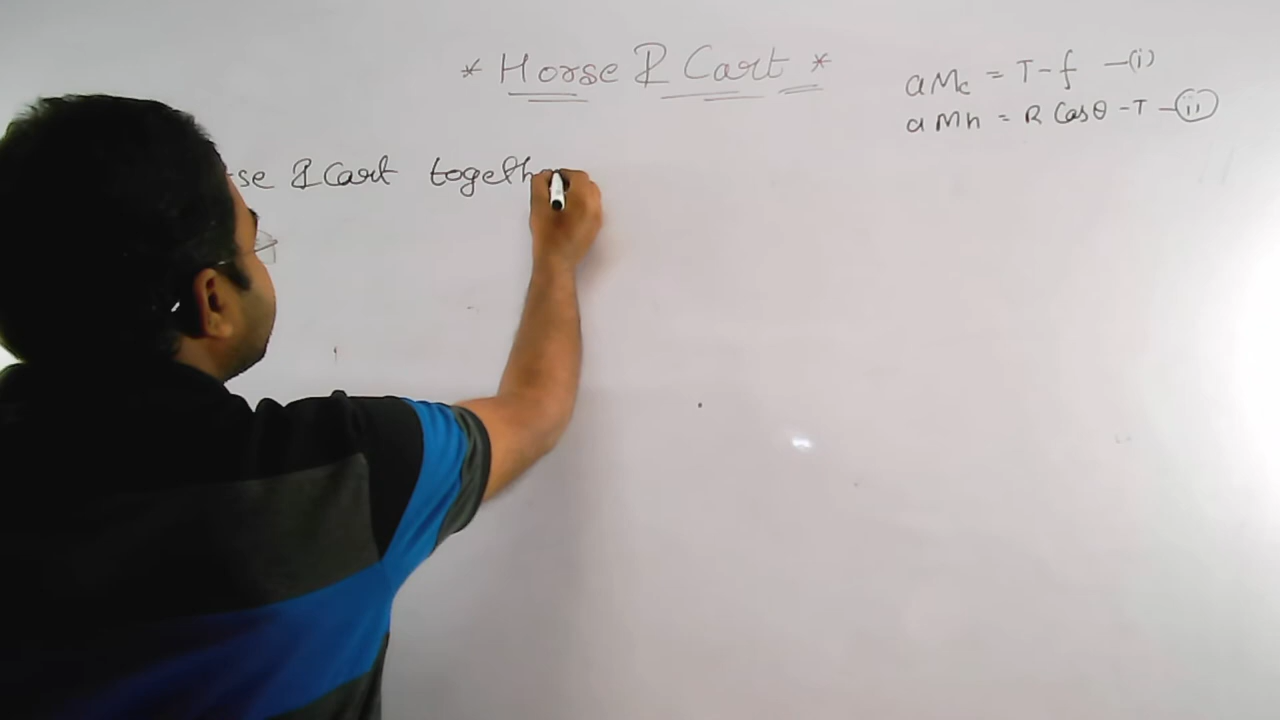 * Horse & Cart *
aMc = T - f —(i)
aMh = R Cosθ - T —(ii)
se & Cart togeth